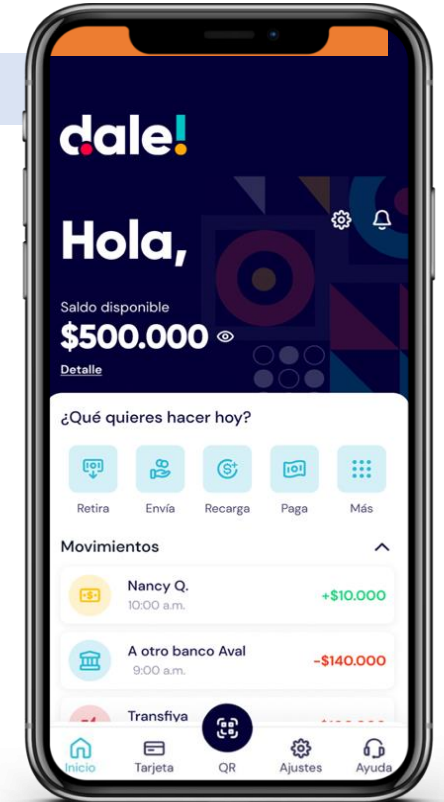 dale!
Hola,
Saldo disponible
$500.000
Detalle
¿Qué quieres hacer hoy?
Retira Envía Recarga Paga Más
Movimientos
Nancy Q. +$10.000
10:00 a.m.
A otro banco Aval -$140.000
9:00 a.m.
Transfiya
Inicio Tarjeta QR Ajustes Ayuda